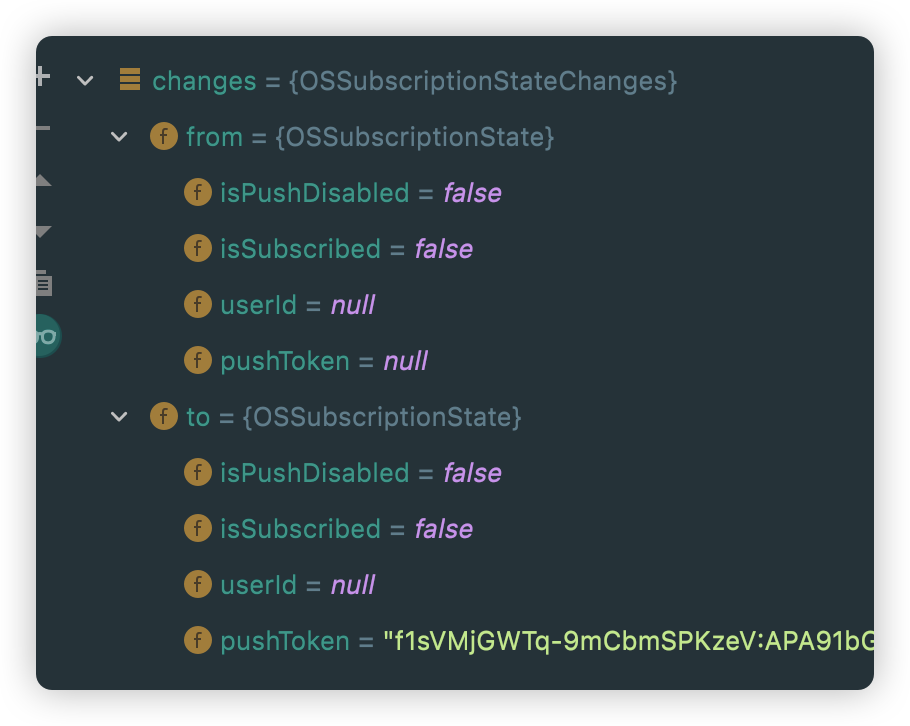 changes = {OSSubscriptionStateChanges}
f from = {OSSubscriptionState}
f isPushDisabled = false
f isSubscribed = false
f userId = null
f pushToken = null
f to = {OSSubscriptionState}
f isPushDisabled = false
f isSubscribed = false
f userId = null
f pushToken = "f1sVMjGWTq-9mCbmSPKzeV:APA91bG